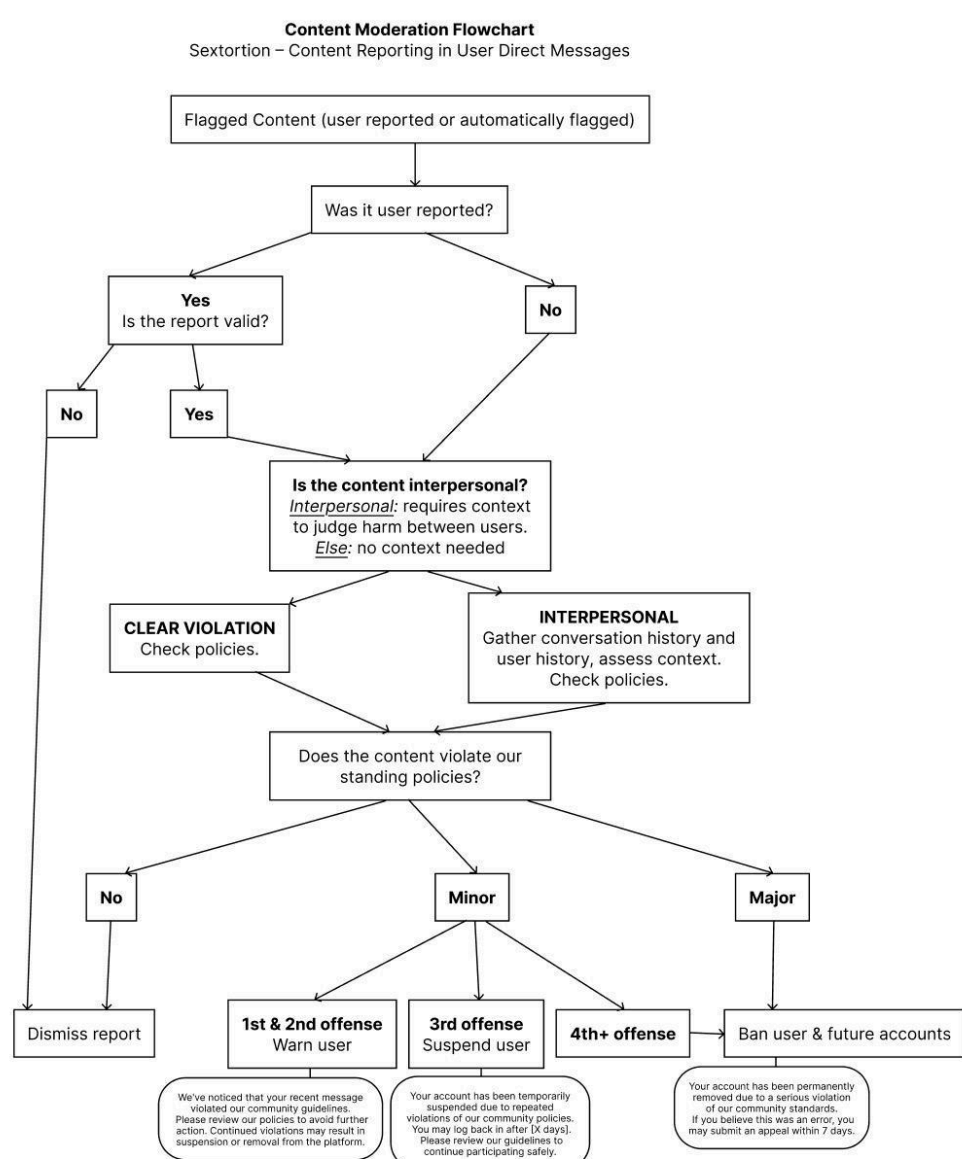 Content Moderation Flowchart
Sextortion – Content Reporting in User Direct Messages
Flagged Content (user reported or automatically flagged)
Was it user reported?
Yes
Is the report valid?
No
No
Yes
Is the content interpersonal?
Interpersonal: requires context
to judge harm between users.
Else: no context needed
CLEAR VIOLATION
Check policies.
INTERPERSONAL
Gather conversation history and
user history, assess context.
Check policies.
Does the content violate our
standing policies?
No
Minor
Major
Dismiss report
1st & 2nd offense
Warn user
3rd offense
Suspend user
4th+ offense
Ban user & future accounts
We've noticed that your recent message
violated our community guidelines.
Please review our policies to avoid further
action. Continued violations may result in
suspension or removal from the platform.
Your account has been temporarily
suspended due to repeated
violations of our community policies.
You may log back in after [X days].
Please review our guidelines to
continue participating safely.
Your account has been permanently
removed due to a serious violation
of our community standards.
If you believe this was an error, you
may submit an appeal within 7 days.